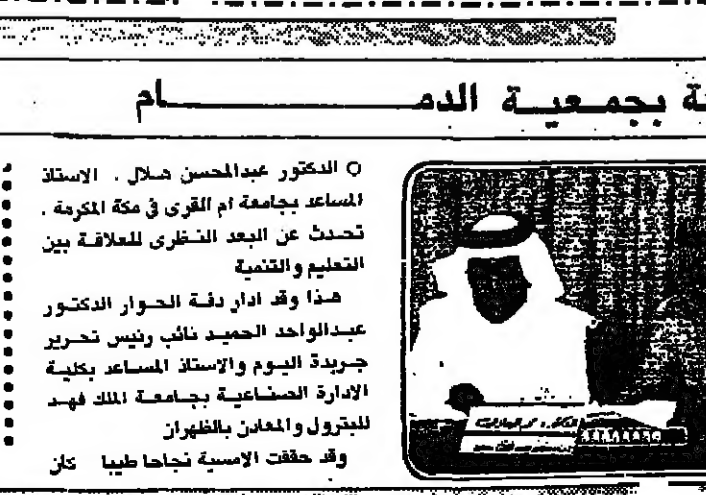 ـة بجمعية الدمـــــام
○ الدكتور عبدالمحسن هلال . الاستاذ
المساعد بجامعة ام القرى في مكة المكرمة .
تحدث عن البعد النظرى للعلاقة بين
التعليم والتنمية
هذا وقد ادار دفة الحوار الدكتور
عبدالواحد الحميد نائب رئيس تحرير
جريدة اليوم والاستاذ المساعد بكلية
الادارة الصناعية بجامعة الملك فهد
للبترول والمعادن بالظهران
وقد حققت الامسية نجاحا طيبا كان